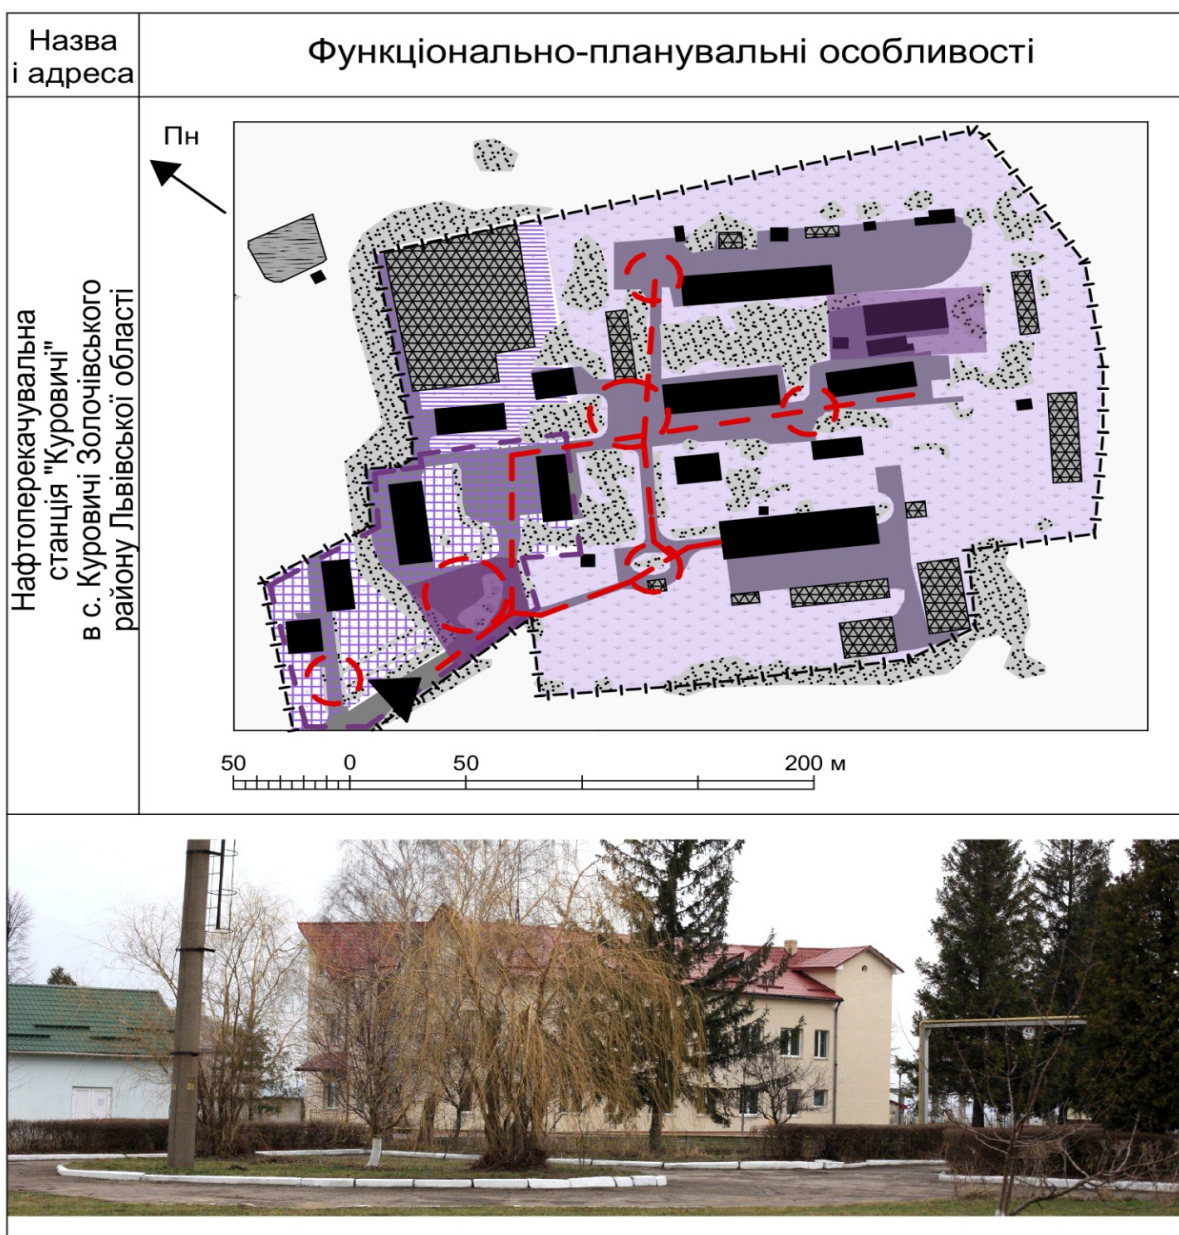 Назва
і адреса
Функціонально-планувальні особливості
Нафтоперекачувальна
станція "Куровичі"
в с. Куровичі Золочівського
району Львівської області
Пн
50 0 50 200 м